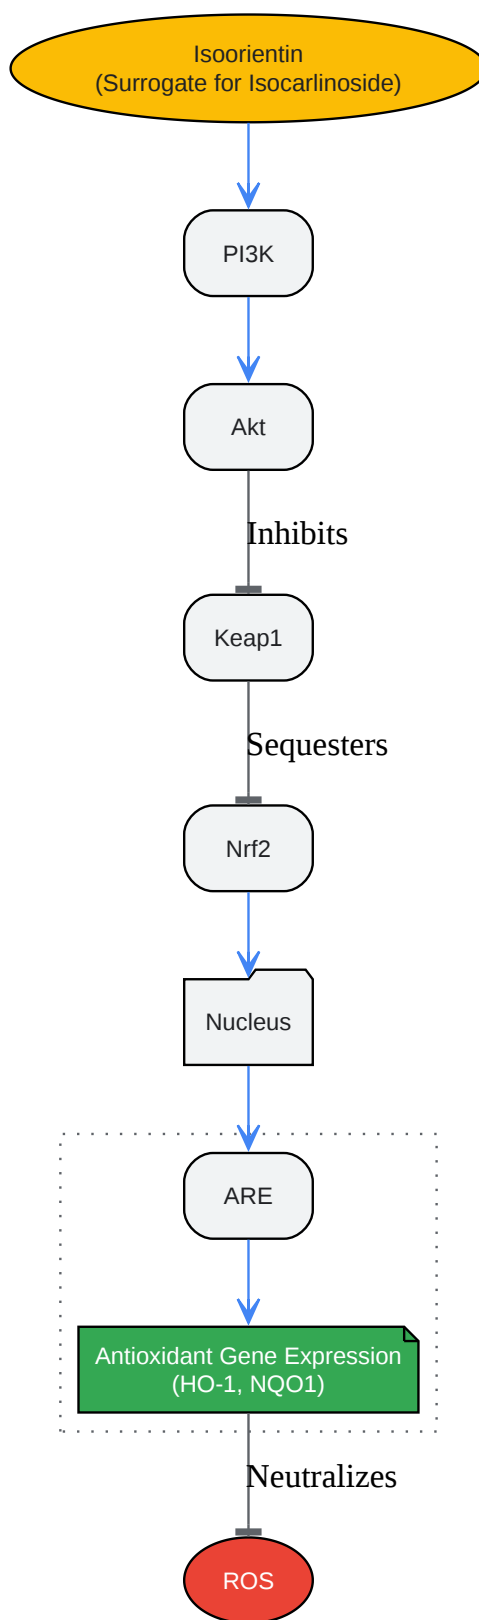 Isoorientin
(Surrogate for Isocarlinoside)
PI3K
Akt
Inhibits
Keap1
Sequesters
Nrf2
Nucleus
ARE
Antioxidant Gene Expression
(HO-1, NQO1)
Neutralizes
ROS